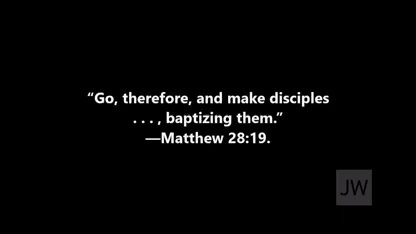 “Go, therefore, and make disciples
. . . , baptizing them.”
—Matthew 28:19.
JW